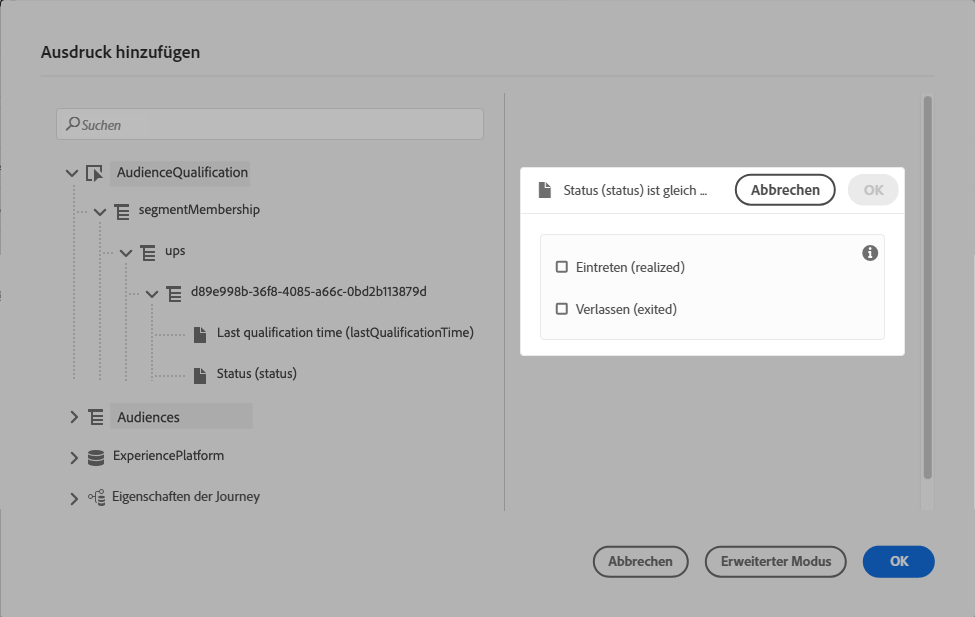 Ausdruck hinzufügen
Suchen
AudienceQualification
segmentMembership
ups
d89e998b-36f8-4085-a66c-0bd2b113879d
Last qualification time (lastQualificationTime)
Status (status)
Audiences
ExperiencePlatform
Eigenschaften der Journey
Status (status) ist gleich ...
Abbrechen
OK
Eintreten (realized)
Verlassen (exited)
Abbrechen
Erweiterter Modus
OK